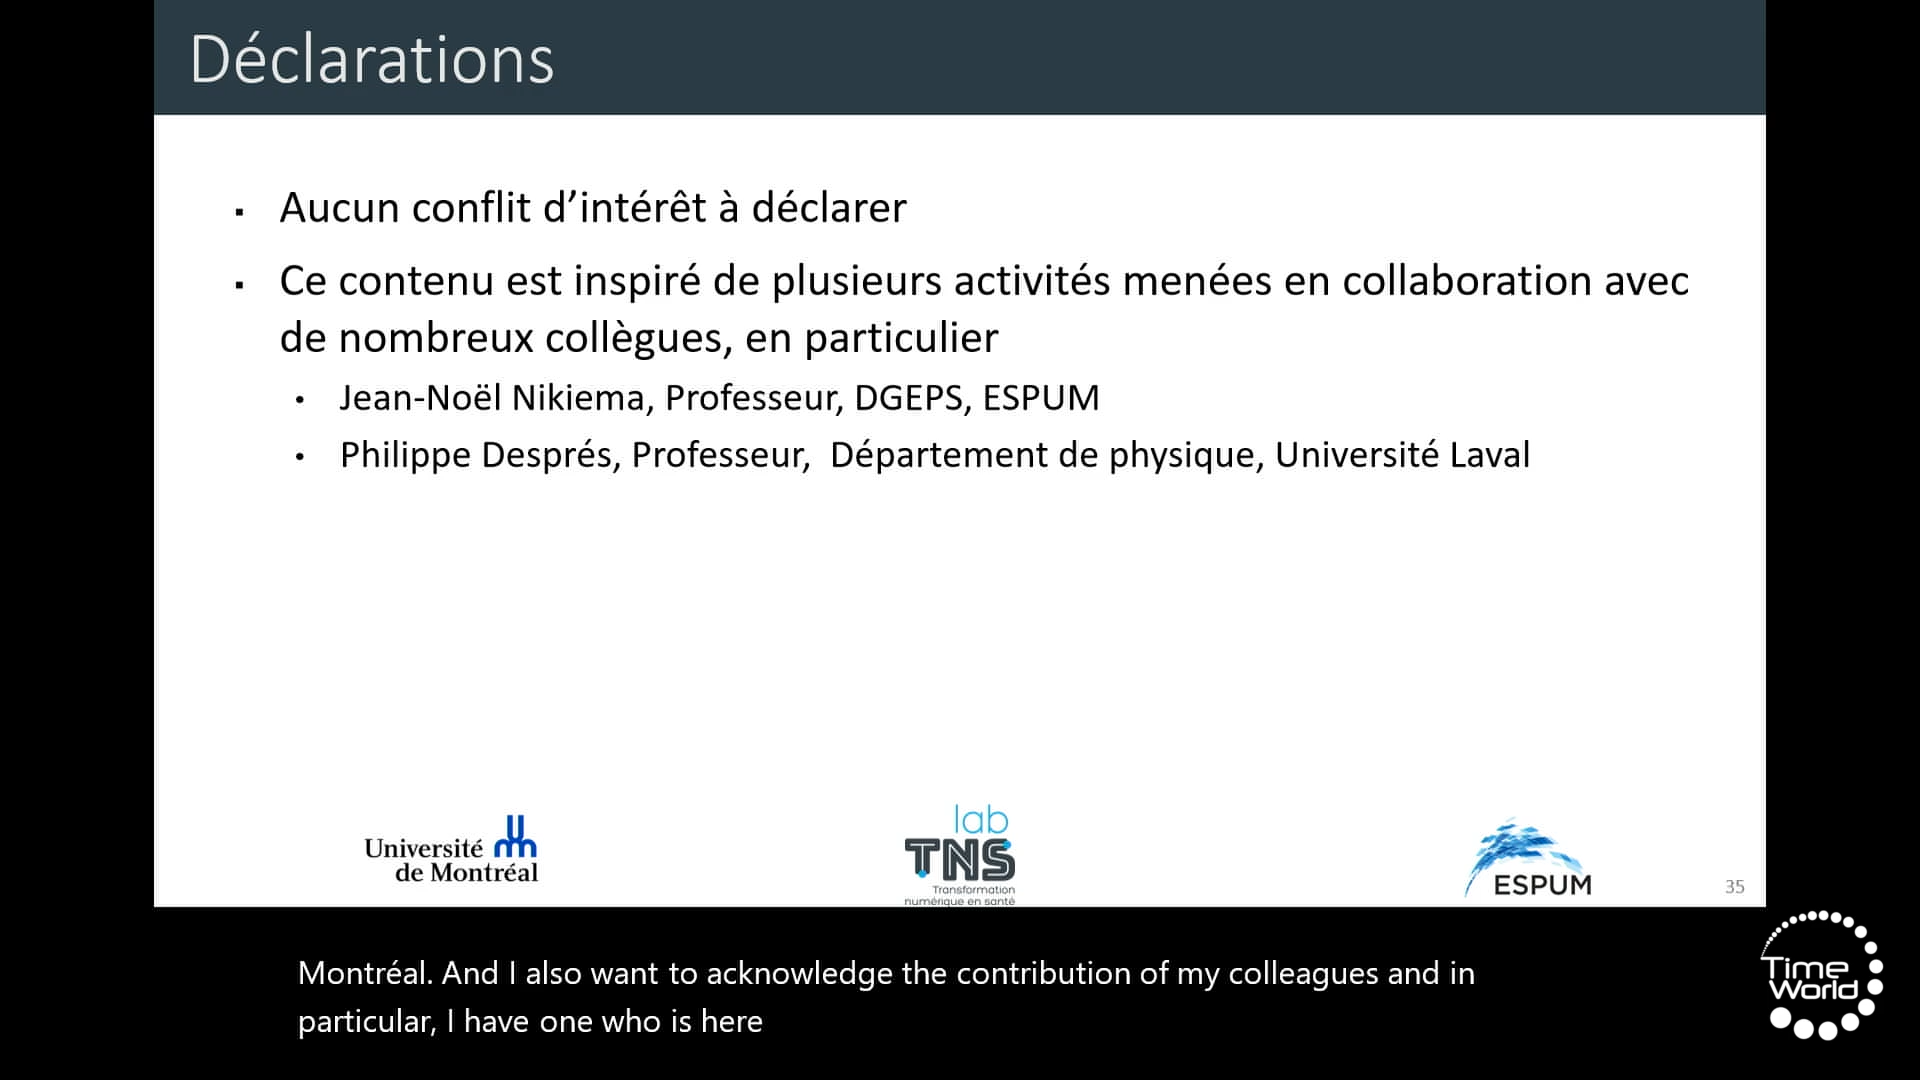 Déclarations
Aucun conflit d’intérêt à déclarer
Ce contenu est inspiré de plusieurs activités menées en collaboration avec
de nombreux collègues, en particulier
Jean-Noël Nikiema, Professeur, DGEPS, ESPUM
Philippe Després, Professeur, Département de physique, Université Laval
Université
de Montréal
lab
TNS
Transformation
numérique en santé
ESPUM
35
Time
World
Montréal. And I also want to acknowledge the contribution of my colleagues and in
particular, I have one who is here